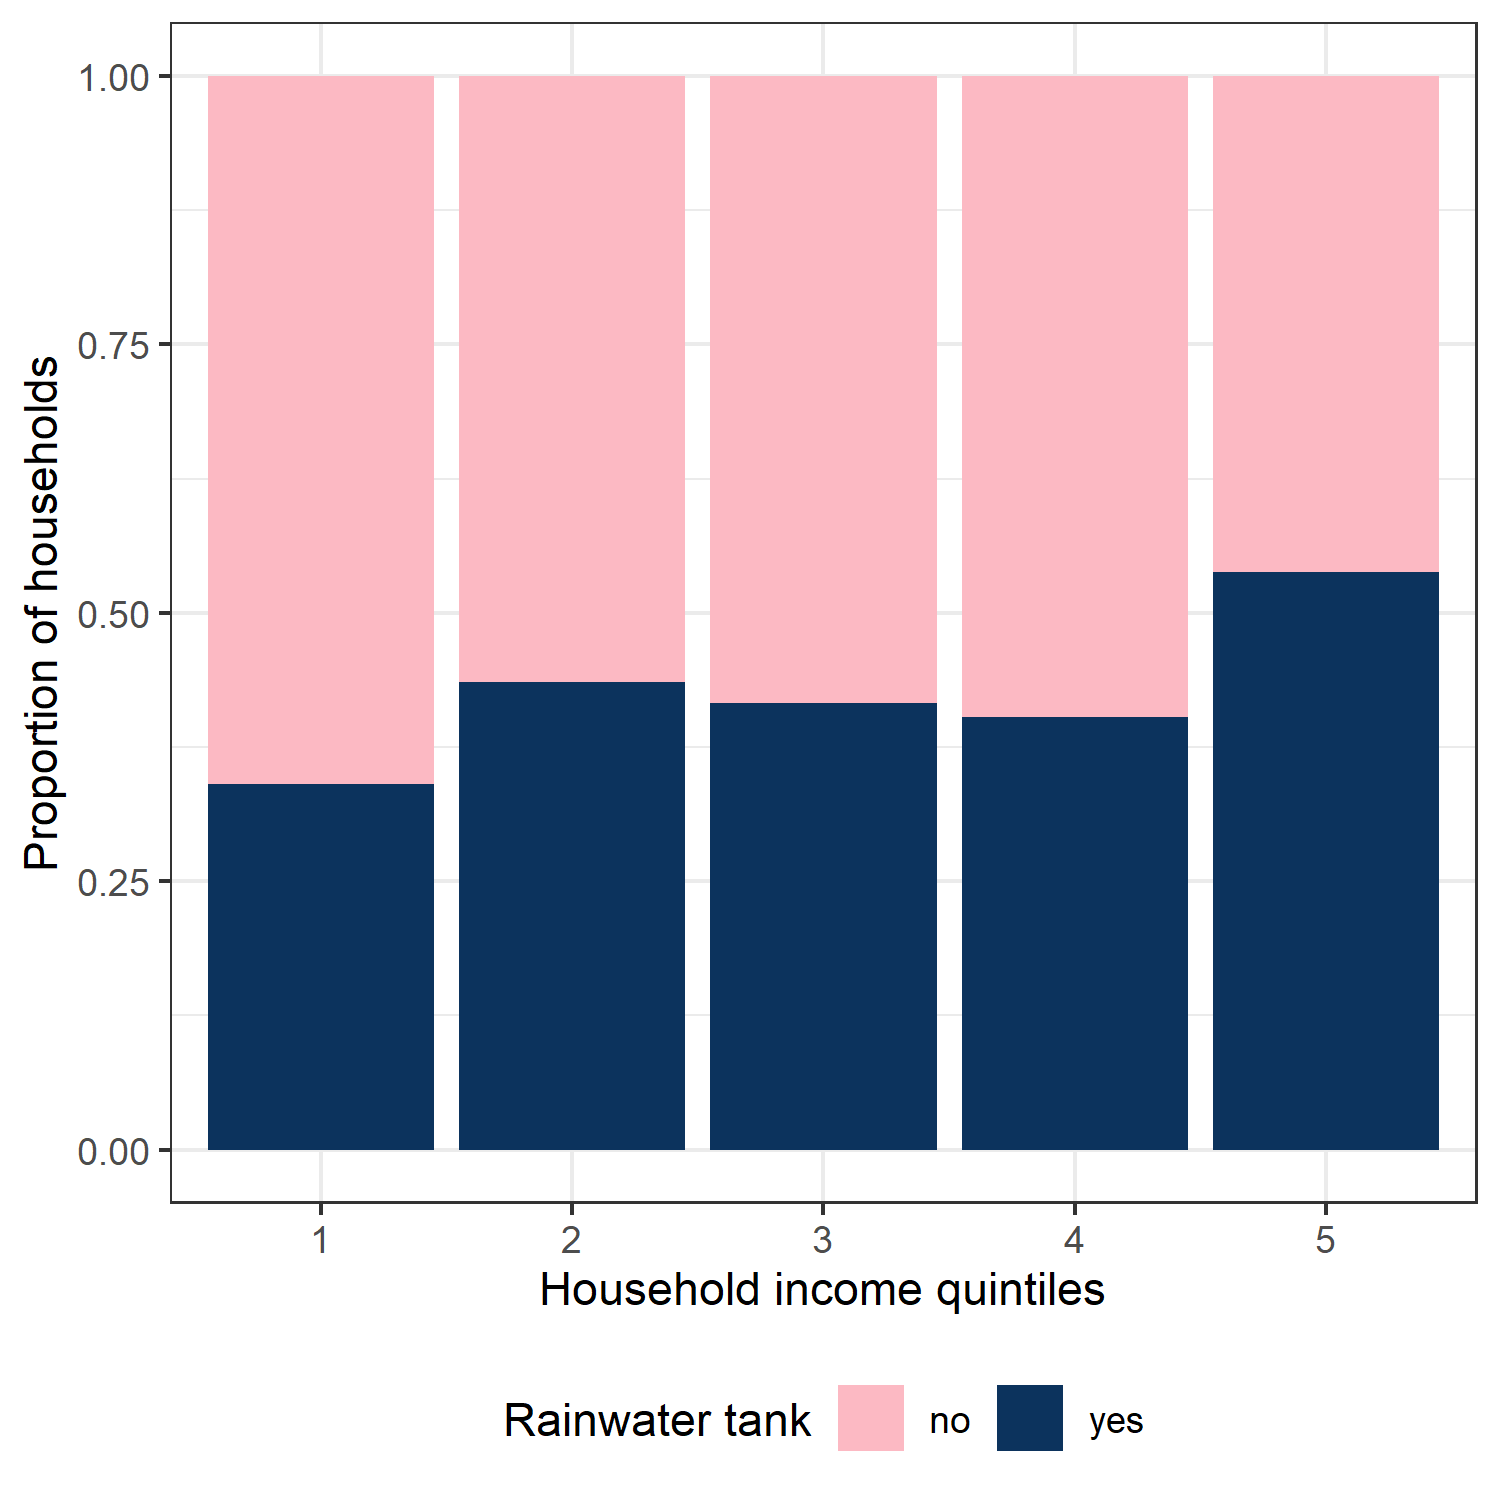 Proportion of households
1.00
0.75
0.50
0.25
0.00
1 2 3 4 5
Household income quintiles
Rainwater tank no yes